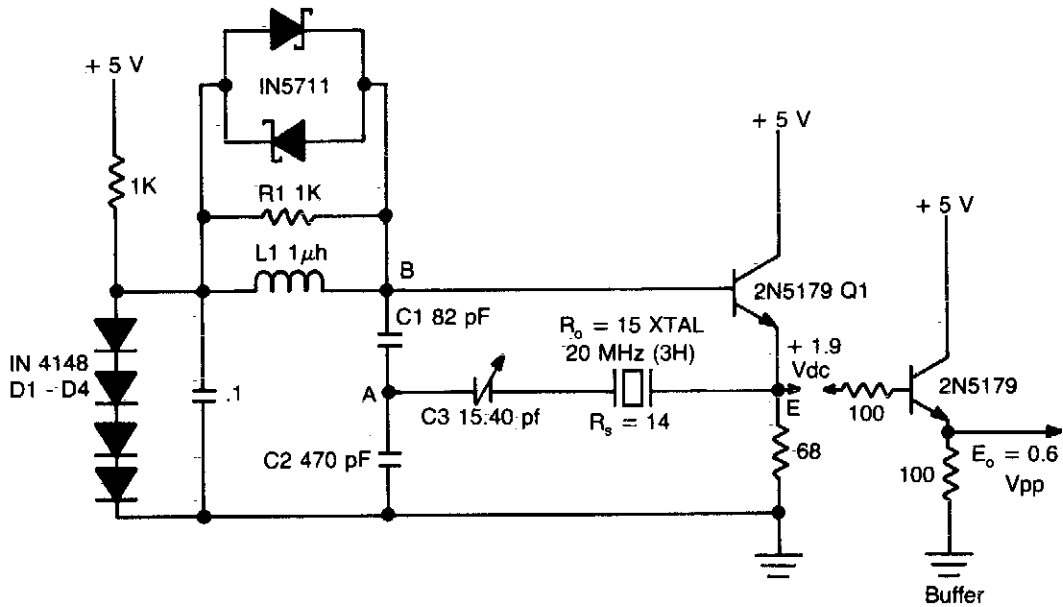 + 5 V
1K
IN5711
R1 1K
L1 1μh
B
C1 82 pF
IN 4148
D1 - D4
.1
A
C3 15.40 pf
C2 470 pF
R₀ = 15 XTAL
20 MHz (3H)
Rₛ = 14
+ 5 V
2N5179 Q1
+ 1.9
Vdc
E
68
100
+ 5 V
2N5179
100
E₀ = 0.6
Vpp
Buffer